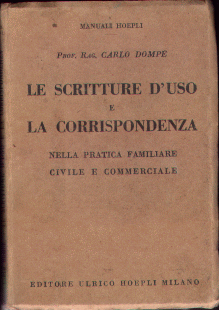 MANUALI HOEPLI
PROF. RAG. CARLO DOMPÈ
LE SCRITTURE D'USO
E
LA CORRISPONDENZA
NELLA PRATICA FAMILIARE
CIVILE E COMMERCIALE
EDITORE ULRICO HOEPLI MILANO